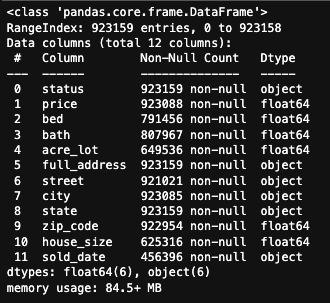 <class 'pandas.core.frame.DataFrame'>
RangeIndex: 923159 entries, 0 to 923158
Data columns (total 12 columns):
 #   Column        Non-Null Count   Dtype
---  ------        --------------   -----
 0   status        923159 non-null  object
 1   price         923088 non-null  float64
 2   bed           791456 non-null  float64
 3   bath          807967 non-null  float64
 4   acre_lot      649536 non-null  float64
 5   full_address  923159 non-null  object
 6   street        921021 non-null  object
 7   city          923085 non-null  object
 8   state         923159 non-null  object
 9   zip_code      922954 non-null  float64
 10  house_size    625316 non-null  float64
 11  sold_date     456396 non-null  object
dtypes: float64(6), object(6)
memory usage: 84.5+ MB